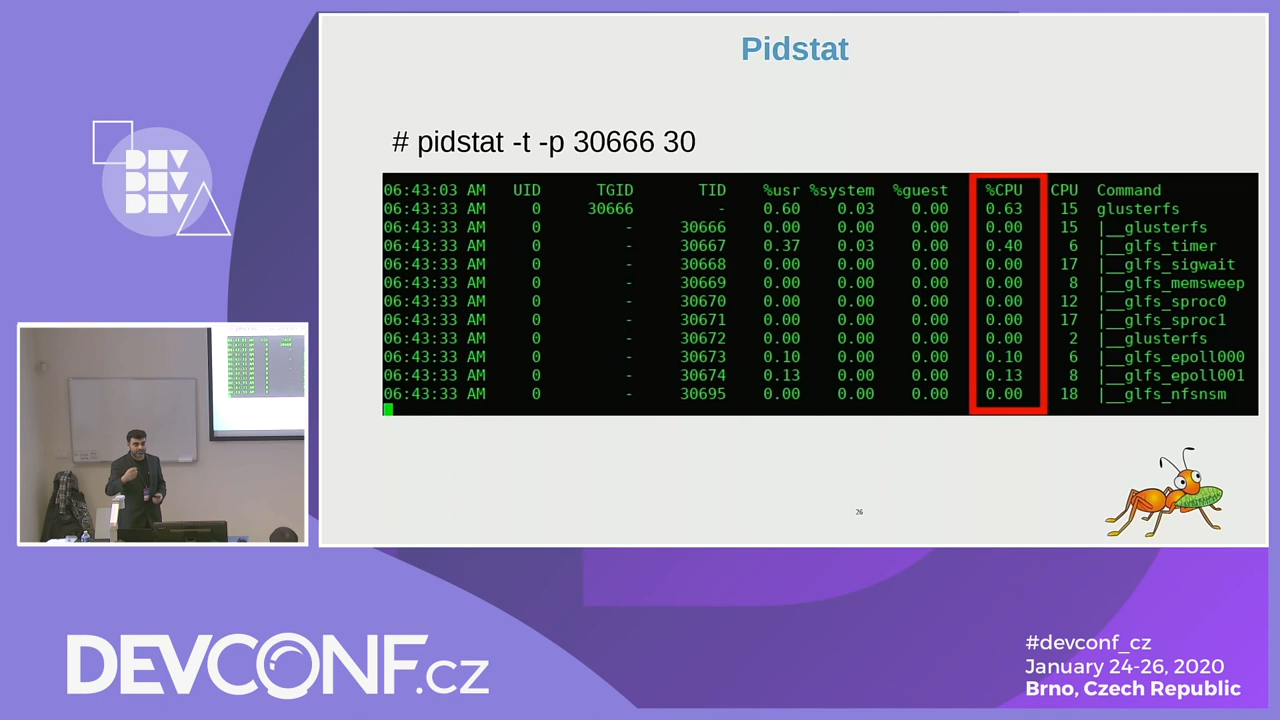 Pidstat
# pidstat -t -p 30666 30
06:43:03 AM UID TGID TID %usr %system %guest %CPU CPU Command
06:43:33 AM 0 30666 - 0.60 0.03 0.00 0.63 15 glusterfs
06:43:33 AM 0 - 30666 0.00 0.00 0.00 0.00 15 |__glusterfs
06:43:33 AM 0 - 30667 0.37 0.03 0.00 0.40 6 |__glfs_timer
06:43:33 AM 0 - 30668 0.00 0.00 0.00 0.00 17 |__glfs_sigwait
06:43:33 AM 0 - 30669 0.00 0.00 0.00 0.00 8 |__glfs_memsweep
06:43:33 AM 0 - 30670 0.00 0.00 0.00 0.00 12 |__glfs_sproc0
06:43:33 AM 0 - 30671 0.00 0.00 0.00 0.00 17 |__glfs_sproc1
06:43:33 AM 0 - 30672 0.00 0.00 0.00 0.00 2 |__glusterfs
06:43:33 AM 0 - 30673 0.10 0.00 0.00 0.10 6 |__glfs_epoll000
06:43:33 AM 0 - 30674 0.13 0.00 0.00 0.13 8 |__glfs_epoll001
06:43:33 AM 0 - 30695 0.00 0.00 0.00 0.00 18 |__glfs_nfsnsm
26
DEV
DEV
DEV
DEVCONF.cz
#devconf_cz
January 24-26, 2020
Brno, Czech Republic